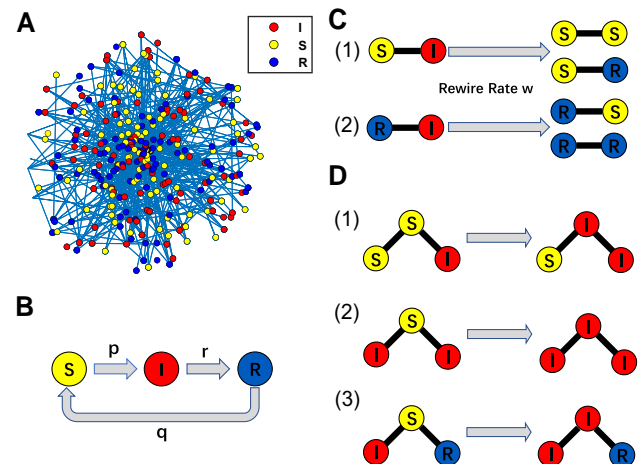 A
I
S
R
B
S p I r R
q
C
(1) S I S S
S R
Rewire Rate w
(2) R I R S
R R
D
(1) S S I S I I
(2) I S I i I I
(3) I S R I I R